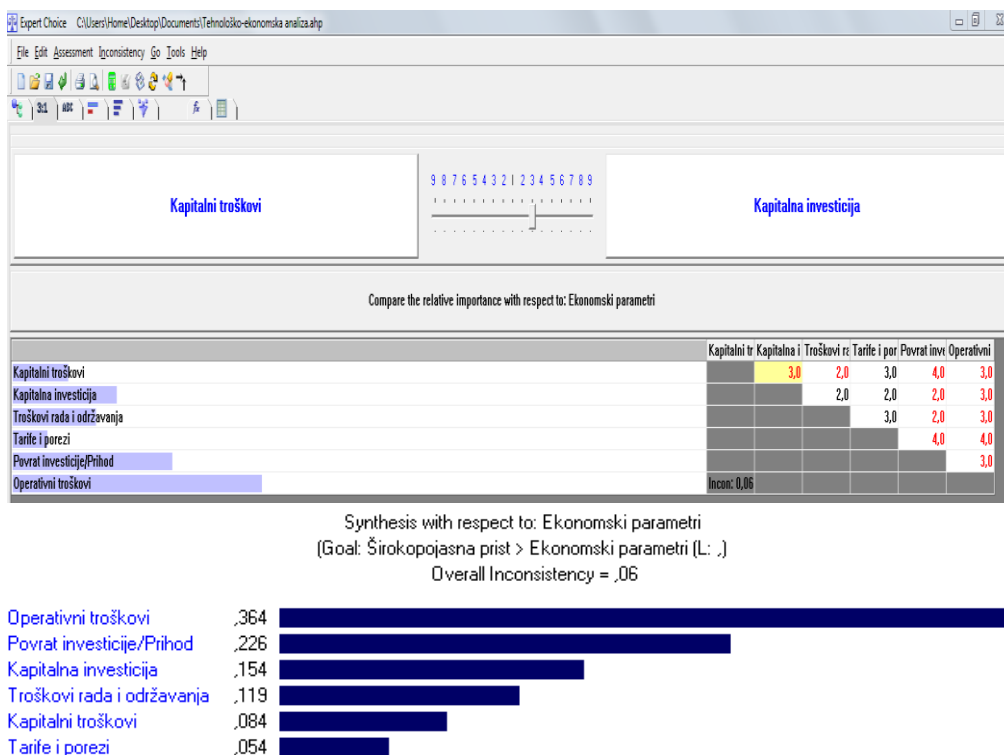 Expert Choice C:\Users\Home\Desktop\Documents\Tehnološko-ekonomska analiza.ahp
File Edit Assessment Inconsistency Go Tools Help
3:1 ABC
9 8 7 6 5 4 3 2 1 2 3 4 5 6 7 8 9
Kapitalni troškovi Kapitalna investicija
Compare the relative importance with respect to: Ekonomski parametri
Kapitalni tr Kapitalna i Troškovi ra Tarife i por Povrat inve Operativni
Kapitalni troškovi 3,0 2,0 3,0 4,0 3,0
Kapitalna investicija 2,0 2,0 2,0 3,0
Troškovi rada i održavanja 3,0 2,0 3,0
Tarife i porezi 4,0 4,0
Povrat investicije/Prihod 3,0
Operativni troškovi Incon: 0,06
Synthesis with respect to: Ekonomski parametri
(Goal: Širokopojasna prist > Ekonomski parametri (L: ,)
Overall Inconsistency = ,06
Operativni troškovi ,364
Povrat investicije/Prihod ,226
Kapitalna investicija ,154
Troškovi rada i održavanja ,119
Kapitalni troškovi ,084
Tarife i porezi ,054